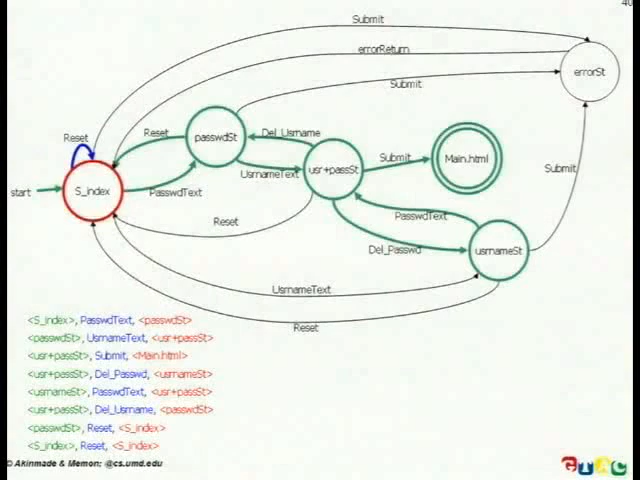 40
Submit
errorReturn
errorSt
Submit
Reset
Reset
passwdSt
Del_Usrname
Submit
Main.html
Submit
UsrnameText
usr+passSt
start
S_index
PasswdText
Reset
PasswdText
Del_Passwd
usrnameSt
UsrnameText
Reset
<S_index>, PasswdText, <passwdSt>
<passwdSt>, UsrnameText, <usr+passSt>
<usr+passSt>, Submit, <Main.html>
<usr+passSt>, Del_Passwd, <usrnameSt>
<usrnameSt>, PasswdText, <usr+passSt>
<usr+passSt>, Del_Usrname, <passwdSt>
<passwdSt>, Reset, <S_index>
<S_index>, Reset, <S_index>
© Akinmade & Memon; @cs.umd.edu
GTAC